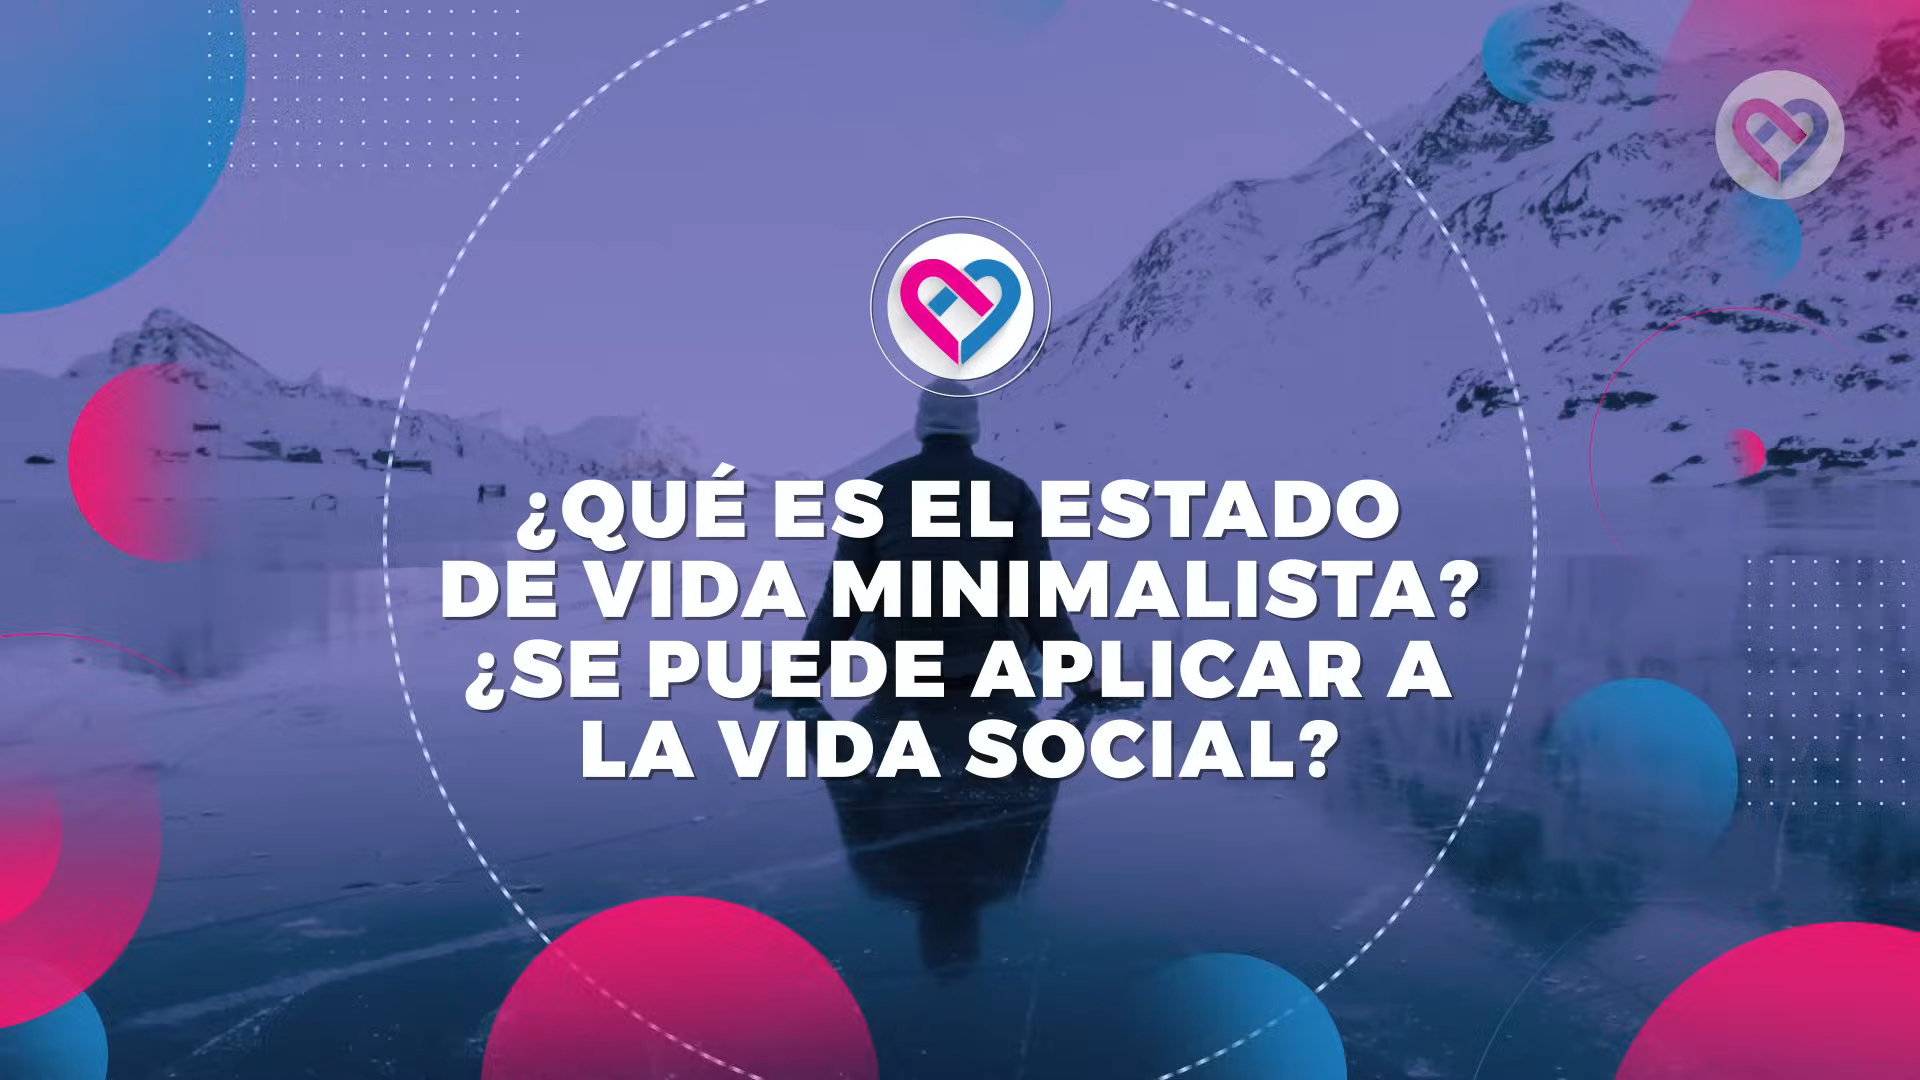 ¿QUÉ ES EL ESTADO
DE VIDA MINIMALISTA?
¿SE PUEDE APLICAR A
LA VIDA SOCIAL?